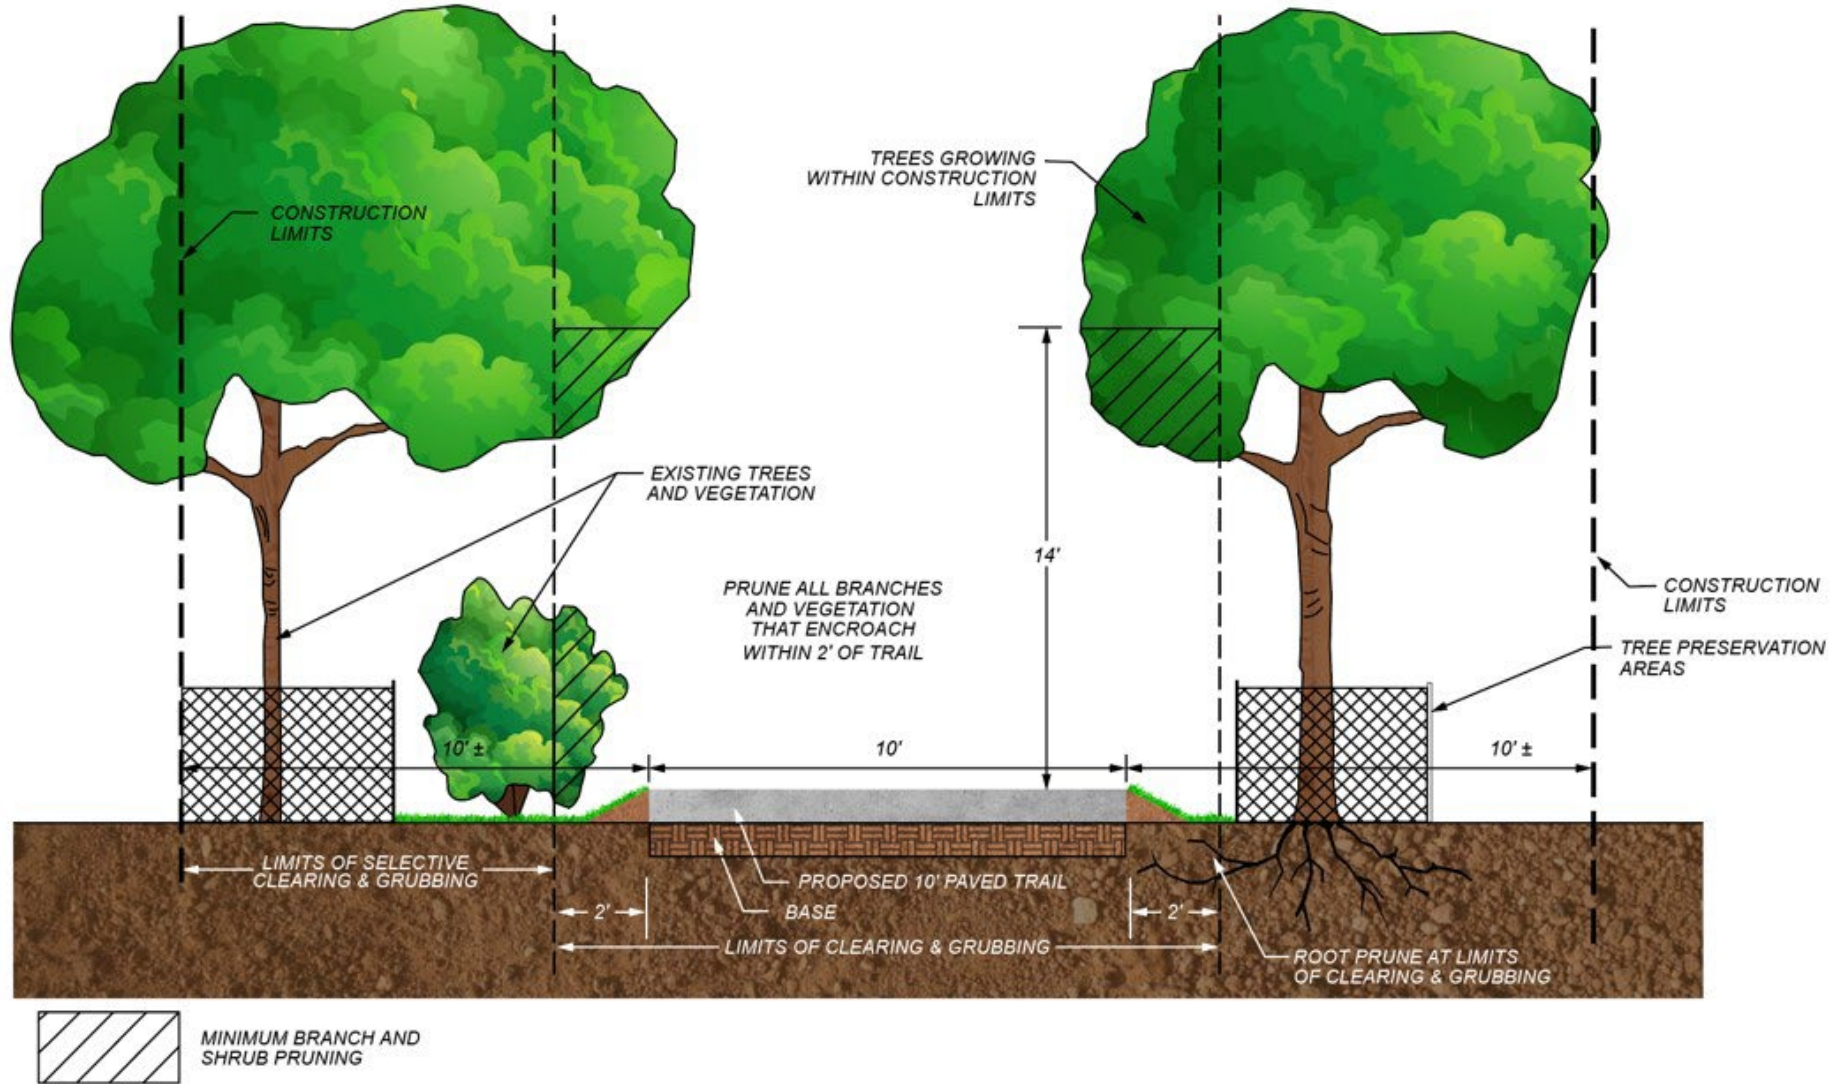 TREES GROWING
WITHIN CONSTRUCTION
LIMITS
CONSTRUCTION
LIMITS
EXISTING TREES
AND VEGETATION
14'
PRUNE ALL BRANCHES
AND VEGETATION
THAT ENCROACH
WITHIN 2' OF TRAIL
CONSTRUCTION
LIMITS
TREE PRESERVATION
AREAS
10' ±
10'
10' ±
LIMITS OF SELECTIVE
CLEARING & GRUBBING
PROPOSED 10' PAVED TRAIL
2'
BASE
2'
LIMITS OF CLEARING & GRUBBING
ROOT PRUNE AT LIMITS
OF CLEARING & GRUBBING
MINIMUM BRANCH AND
SHRUB PRUNING